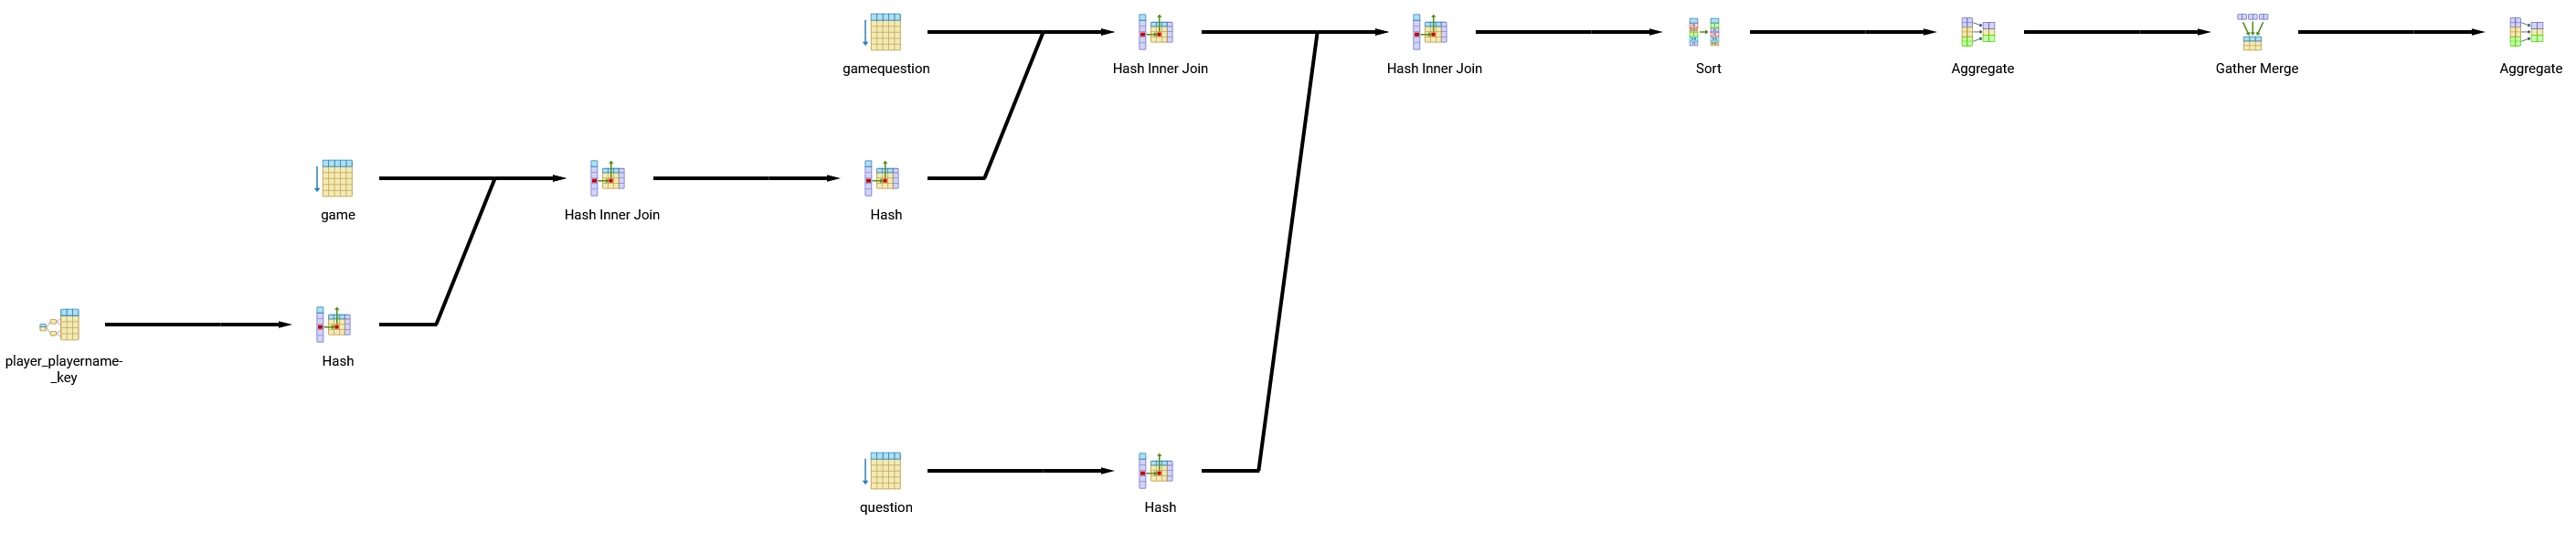 gamequestion
Hash Inner Join
Hash Inner Join
Sort
Aggregate
Gather Merge
Aggregate
game
Hash Inner Join
Hash
player_playername-
_key
Hash
question
Hash